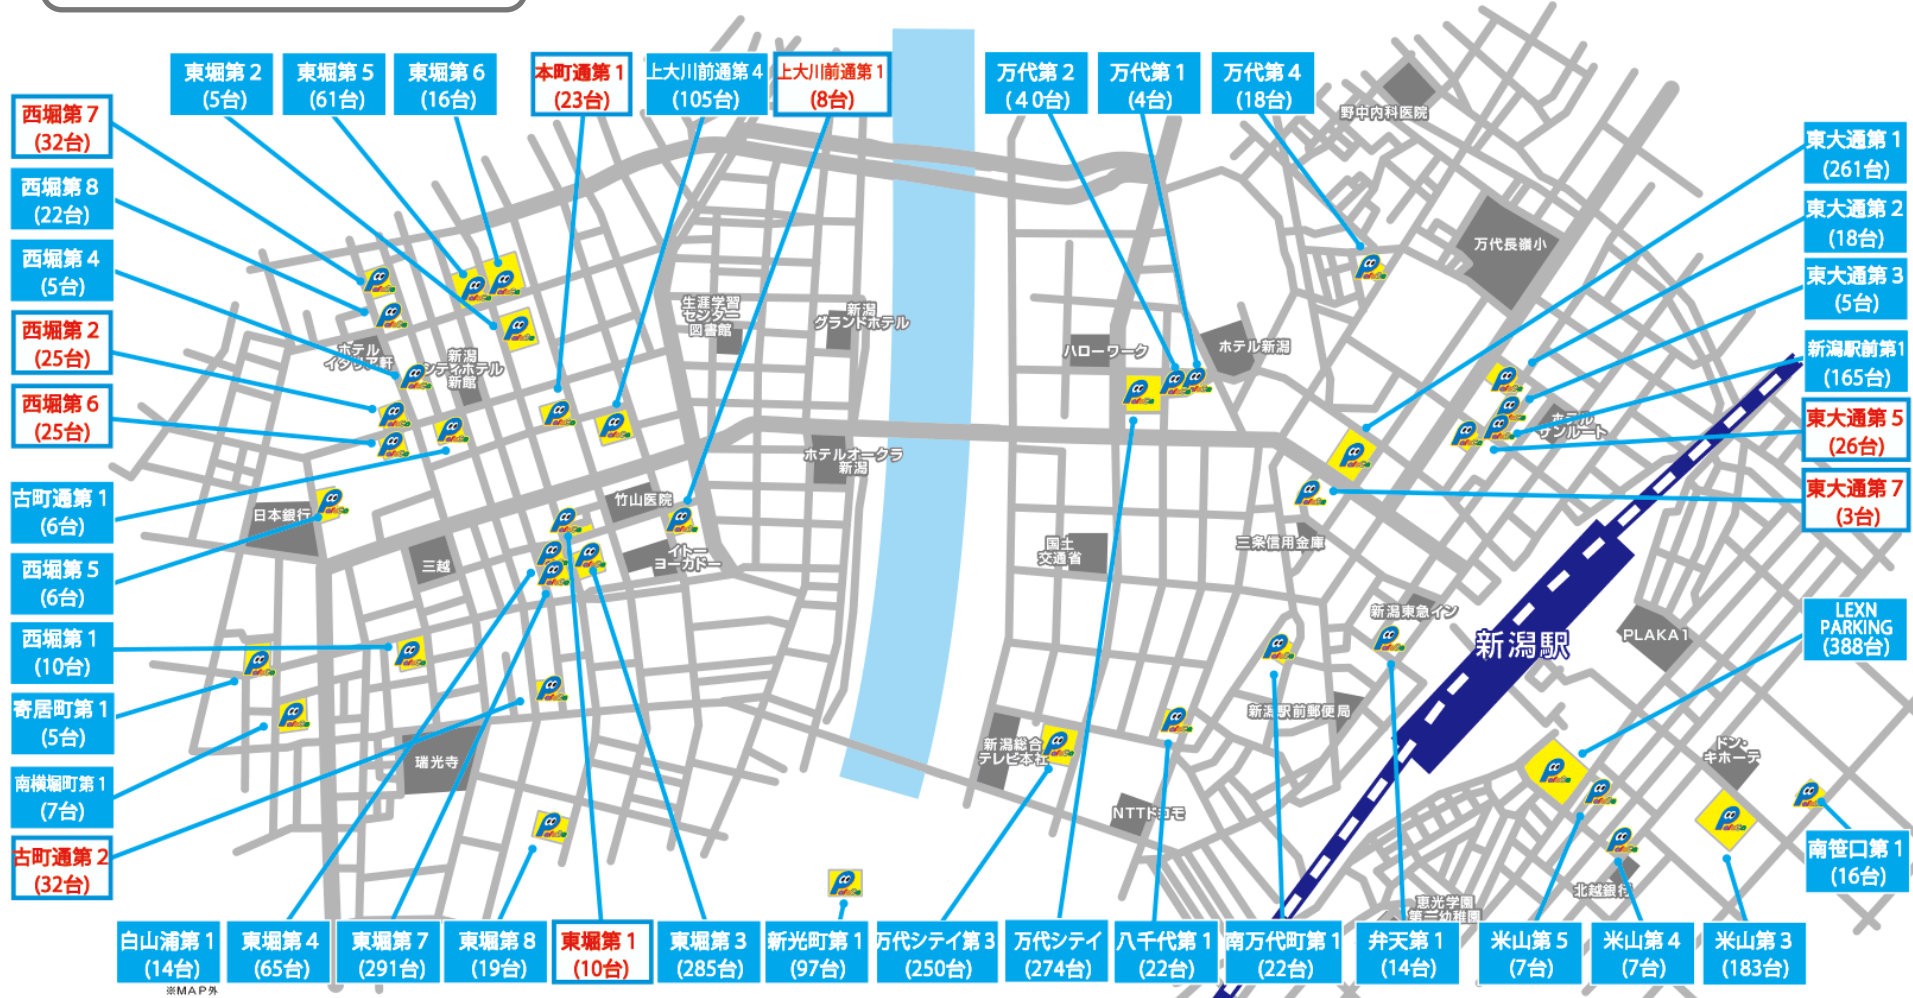 東堀第２
(5台)
東堀第５
(61台)
東堀第６
(16台)
本町通第１
(23台)
上大川前通第４
(105台)
上大川前通第１
(8台)
万代第２
(４0台)
万代第１
(4台)
万代第４
(18台)
西堀第７
(32台)
西堀第８
(22台)
西堀第４
(5台)
西堀第２
(25台)
西堀第６
(25台)
古町通第１
(6台)
西堀第５
(6台)
西堀第１
(10台)
寄居町第１
(5台)
南横堀町第１
(7台)
古町通第２
(32台)
東大通第１
(261台)
東大通第２
(18台)
東大通第３
(5台)
新潟駅前第1
(165台)
東大通第５
(26台)
東大通第７
(3台)
LEXN
PARKING
(388台)
南笹口第１
(16台)
野中内科医院
万代長嶺小
生涯学習
センター
図書館
新潟
グランドホテル
ホテル
イタリア軒
新潟
シティホテル
新館
ハローワーク
ホテル新潟
ホテル
サンルート
ホテルオークラ
新潟
日本銀行
竹山医院
三越
イトー
ヨーカドー
国土
交通省
三条信用金庫
新潟東急イン
新潟駅
PLAKA1
新潟駅前郵便局
瑞光寺
新潟総合
テレビ本社
NTTドコモ
ドン・
キホーテ
北越銀行
恵光学園
第二幼稚園
白山浦第１
(14台)
東堀第４
(65台)
東堀第７
(291台)
東堀第８
(19台)
東堀第１
(10台)
東堀第３
(285台)
新光町第１
(97台)
万代シテイ第３
(250台)
万代シテイ
(274台)
八千代第１
(22台)
南万代町第１
(22台)
弁天第１
(14台)
米山第５
(7台)
米山第４
(7台)
米山第３
(183台)
※MAP外